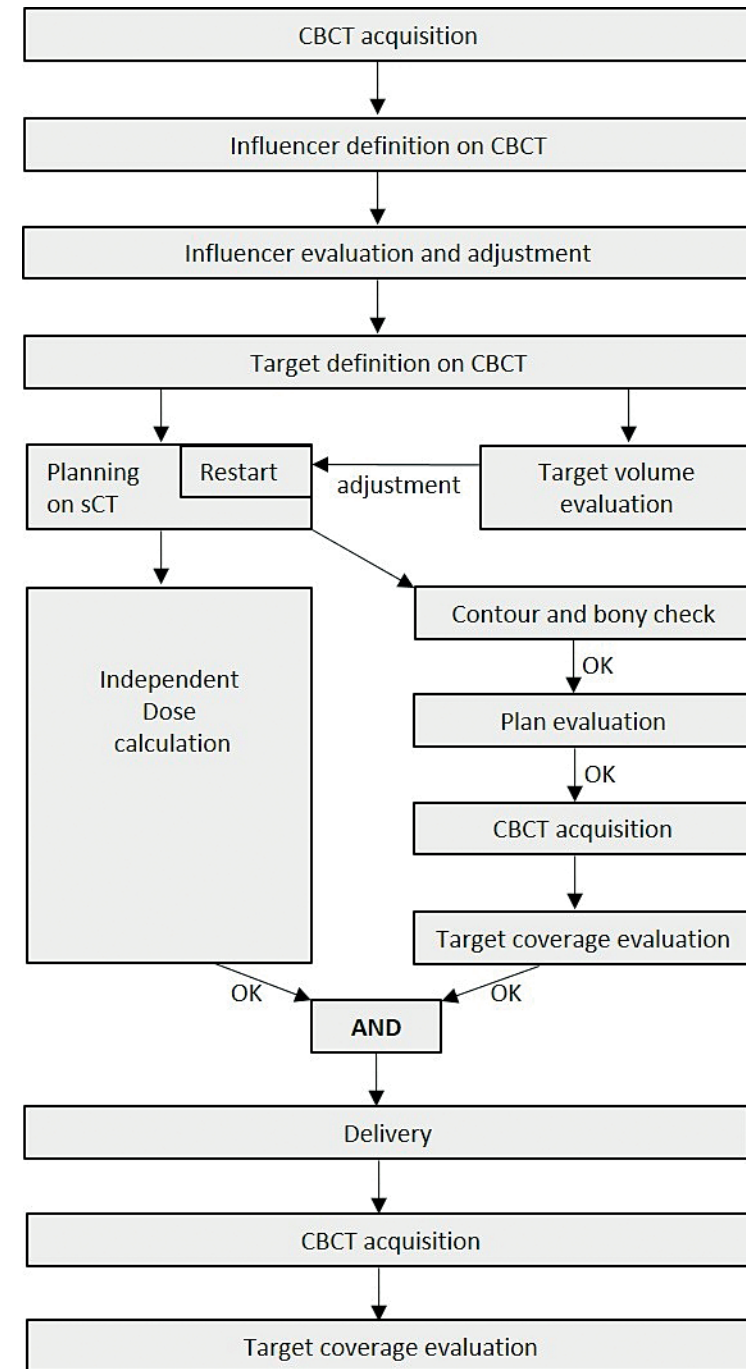 CBCT acquisition
Influencer definition on CBCT
Influencer evaluation and adjustment
Target definition on CBCT
Planning
on sCT
Restart
adjustment
Target volume
evaluation
Contour and bony check
OK
Independent
Dose
calculation
Plan evaluation
OK
CBCT acquisition
Target coverage evaluation
OK
OK
AND
Delivery
CBCT acquisition
Target coverage evaluation